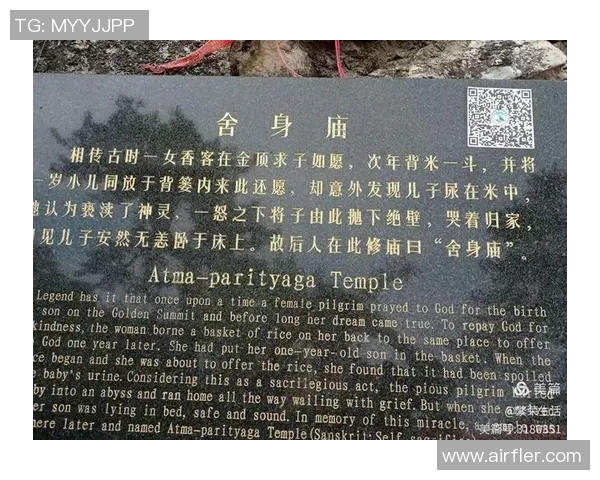 TG: MYYJJPP
舍身庙
相传古时一女香客在金顶求子如愿，次年背米一斗，并将
一岁小儿同放于背篓内来此还愿，却意外发现儿子尿在米中，
她认为亵渎了神灵，一怒之下将子由此抛下绝壁，哭着归家，
见儿子安然无恙卧于床上。故后人在此修庙曰“舍身庙”。
Atma-parityaga Temple
Legend has it that once upon a time a female pilgrim prayed to God for the birth
son on the Golden Summit and before long her dream came true. To repay God for
kindness, the woman borne a basket of rice on her back to the same place to offer
God one year later. She had put her one-year-old son in the basket. When the
ce began and she was about to offer the rice, she found that it had been spoiled
e baby's urine. Considering this as a sacrilegious act, the pious pilgrim
by into an abyss and ran home all the way wailing with grief. But when she
er son was lying in bed, safe and sound. In memory of this miracle, a
here later and named Atma-parityaga Temple(Sanskrit:Self-sacrifice)
美篇
@繁荣生活
美篇号:3180851
www.airfler.com